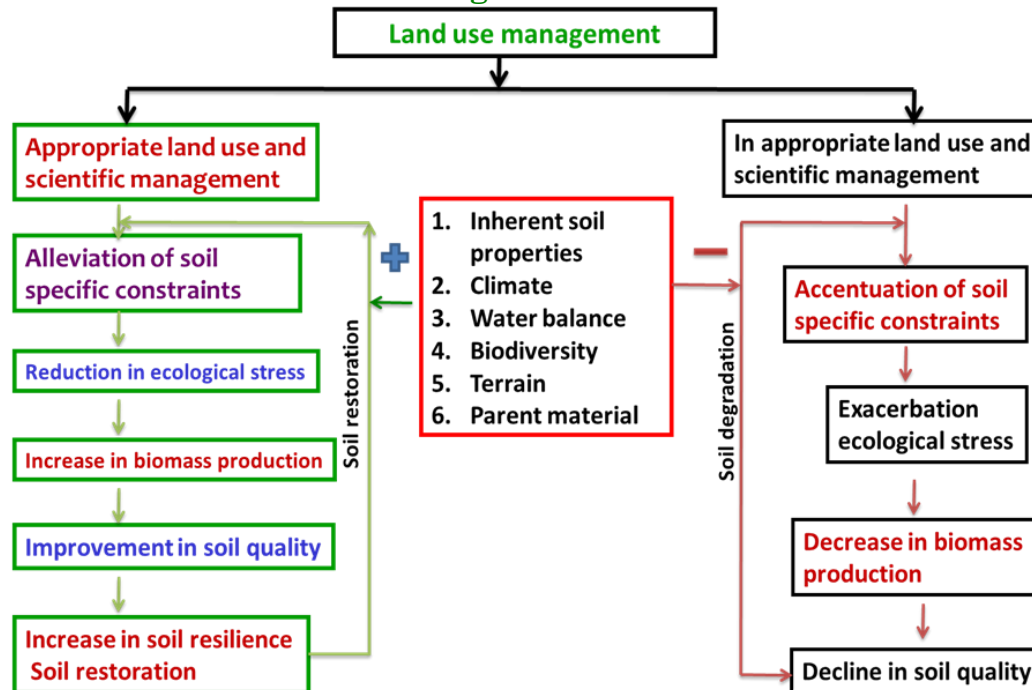 Land use management
Appropriate land use and
scientific management
Alleviation of soil
specific constraints
Reduction in ecological stress
Increase in biomass production
Improvement in soil quality
Increase in soil resilience
Soil restoration
Soil restoration
1. Inherent soil
properties
2. Climate
3. Water balance
4. Biodiversity
5. Terrain
6. Parent material
Soil degradation
In appropriate land use and
scientific management
Accentuation of soil
specific constraints
Exacerbation
ecological stress
Decrease in biomass
production
Decline in soil quality